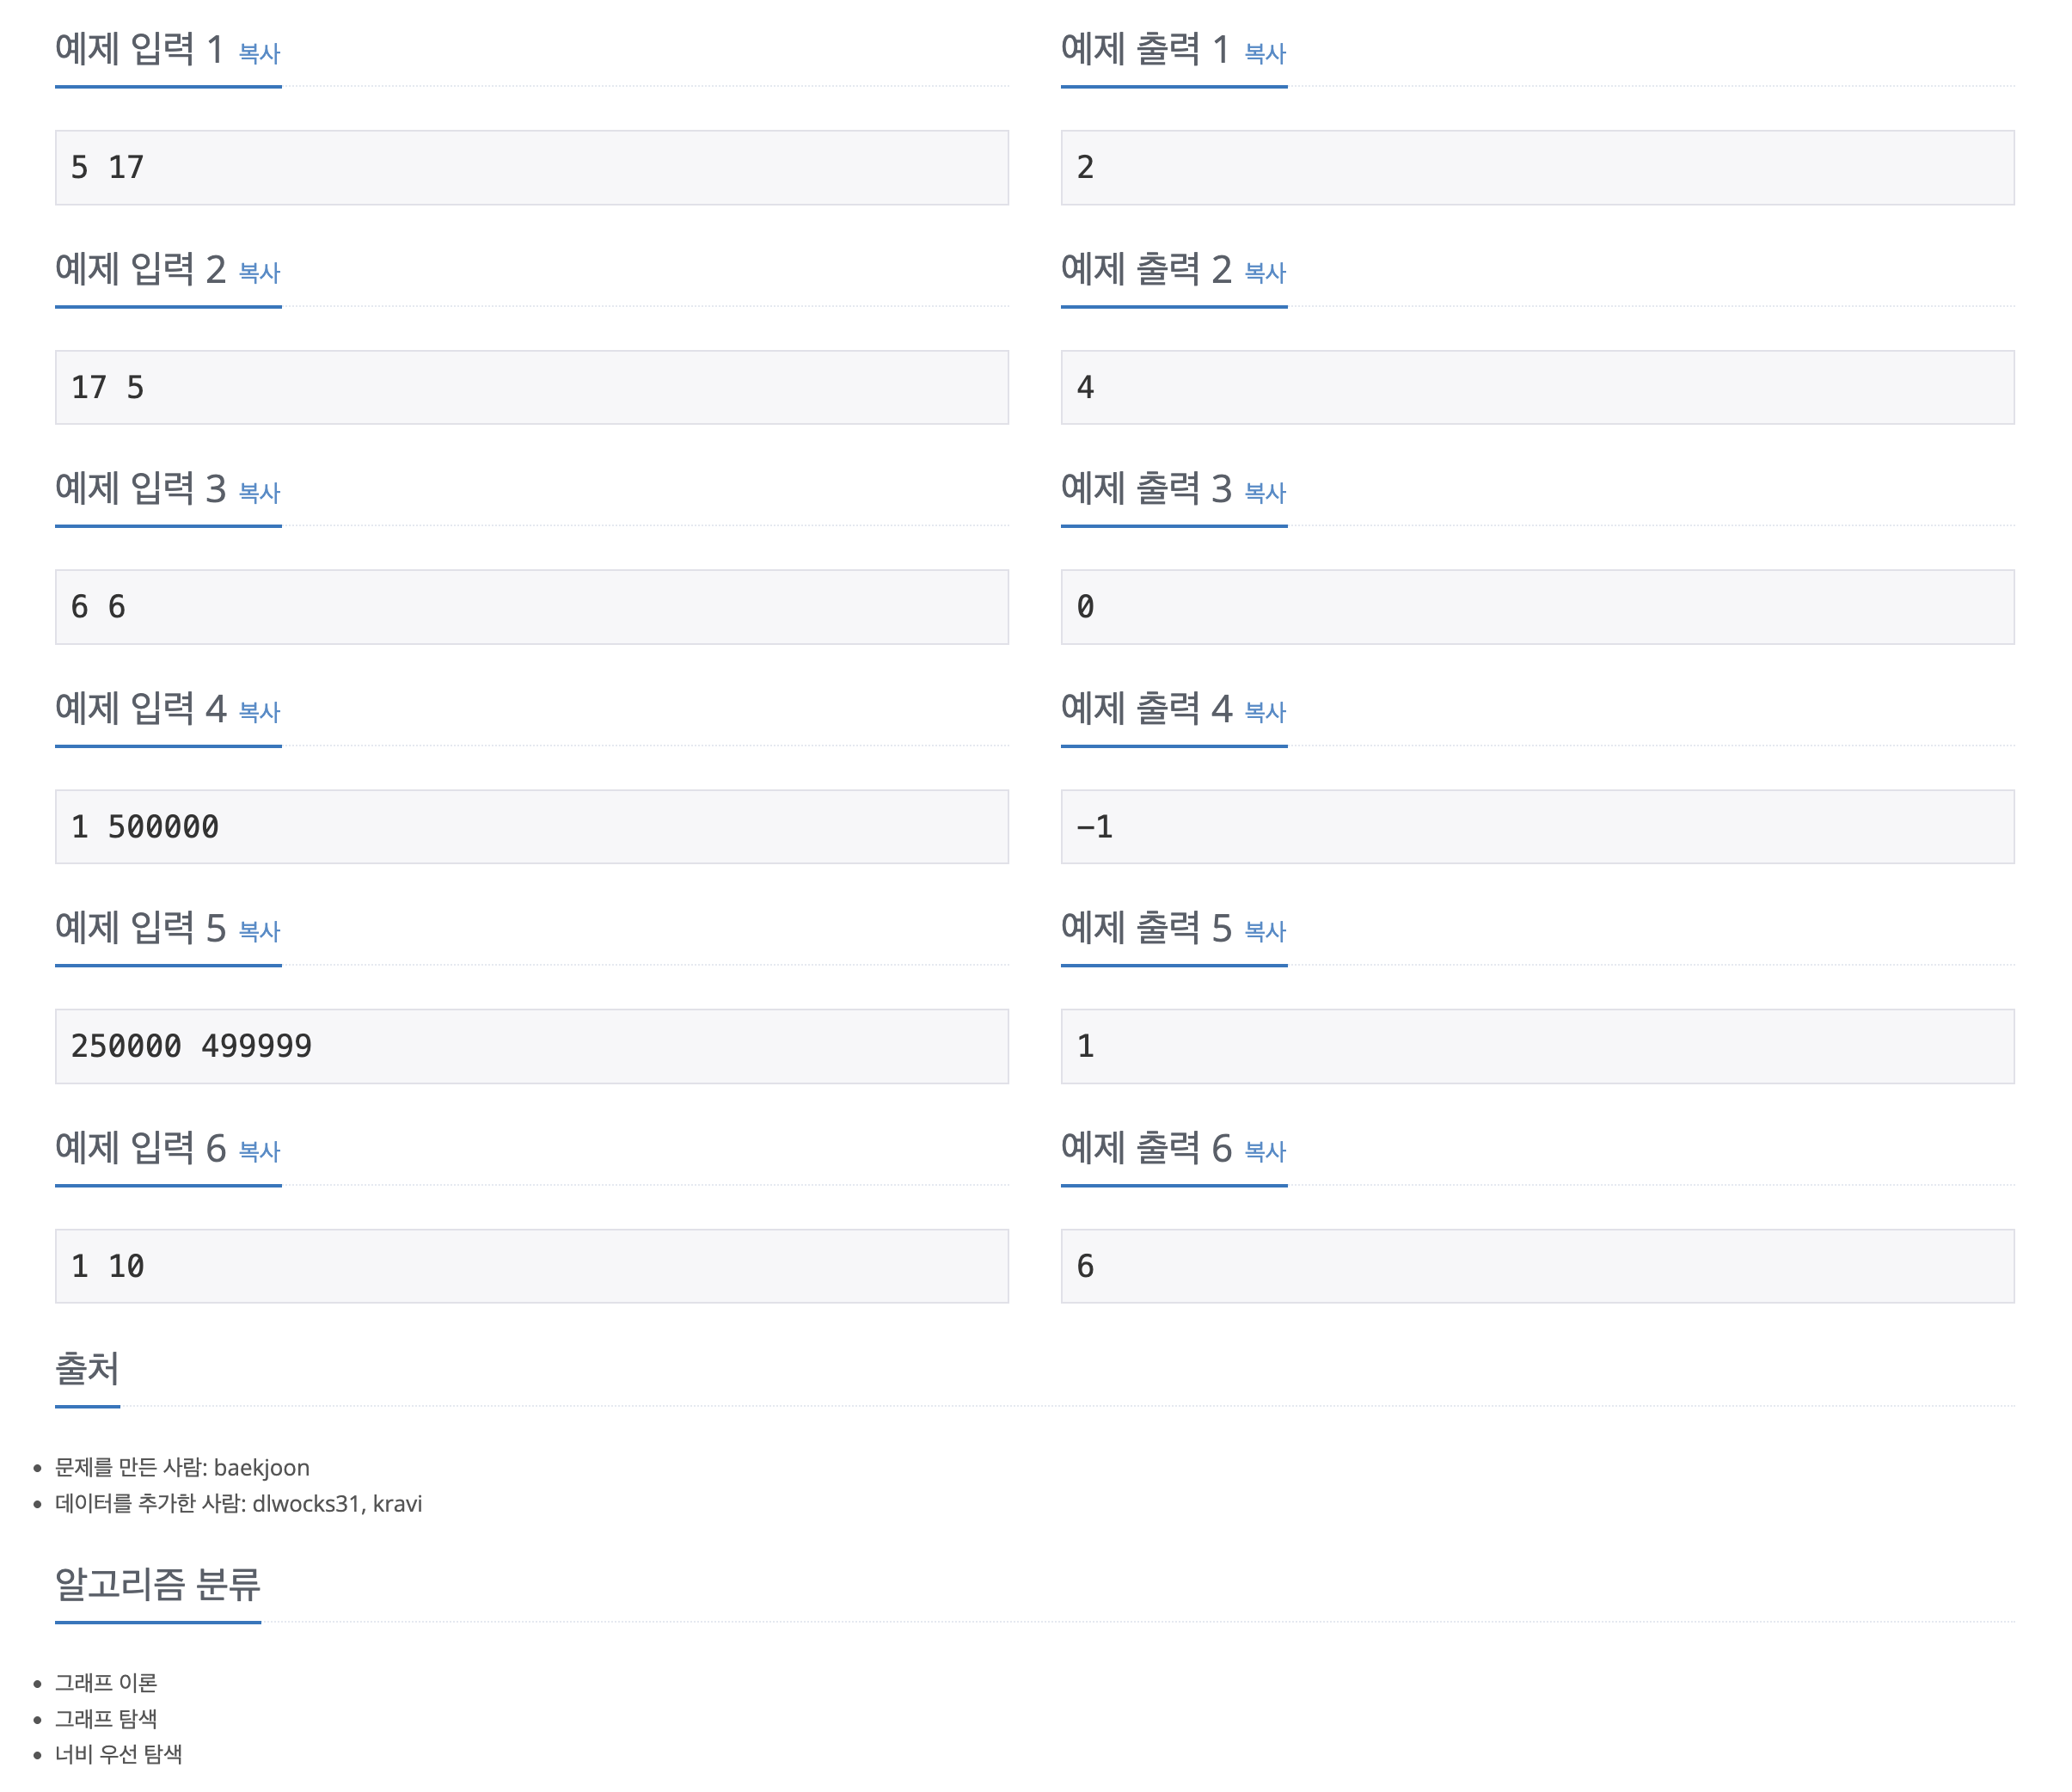 예제 입력 1 복사
예제 출력 1 복사
5 17
2
예제 입력 2 복사
예제 출력 2 복사
17 5
4
예제 입력 3 복사
예제 출력 3 복사
6 6
0
예제 입력 4 복사
예제 출력 4 복사
1 500000
-1
예제 입력 5 복사
예제 출력 5 복사
250000 499999
1
예제 입력 6 복사
예제 출력 6 복사
1 10
6
출처
문제를 만든 사람: baekjoon
데이터를 추가한 사람: dlwocks31, kravi
알고리즘 분류
그래프 이론
그래프 탐색
너비 우선 탐색